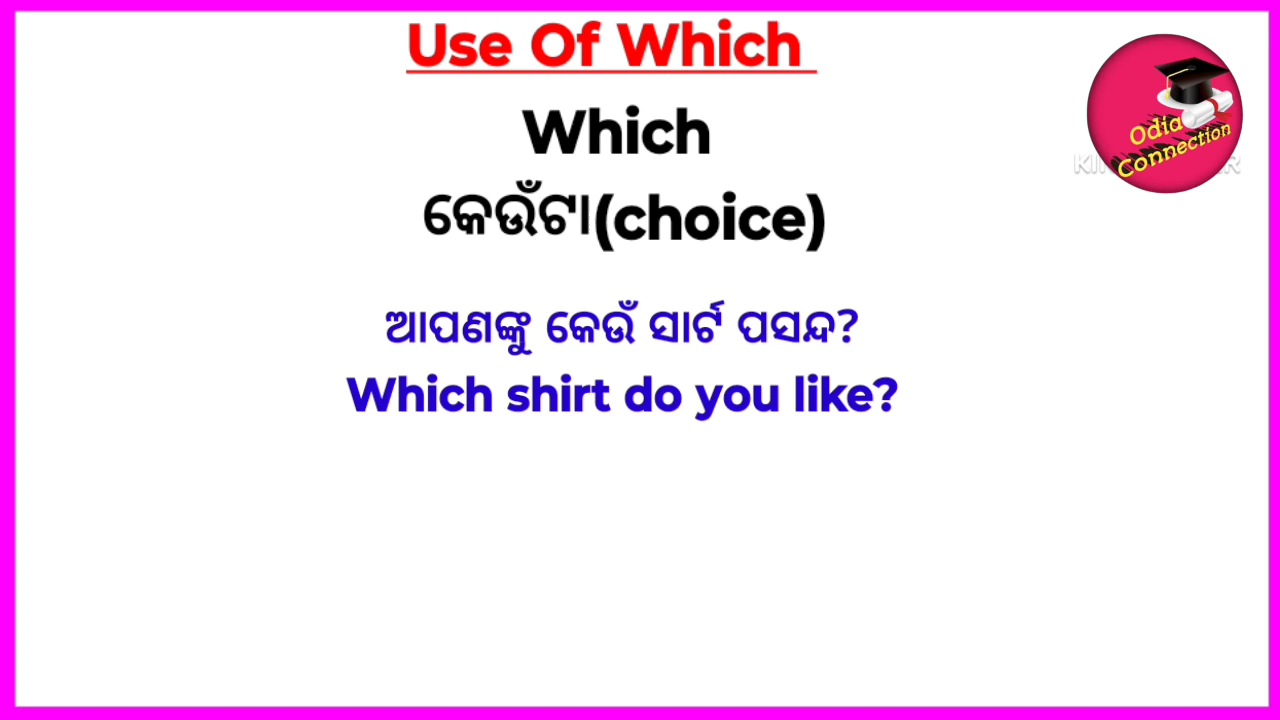 Use Of Which
Which
କେଉଁଟା(choice)
ଆପଣଙ୍କୁ କେଉଁ ସାର୍ଟ ପସନ୍ଦ?
Which shirt do you like?
Odia
Connection